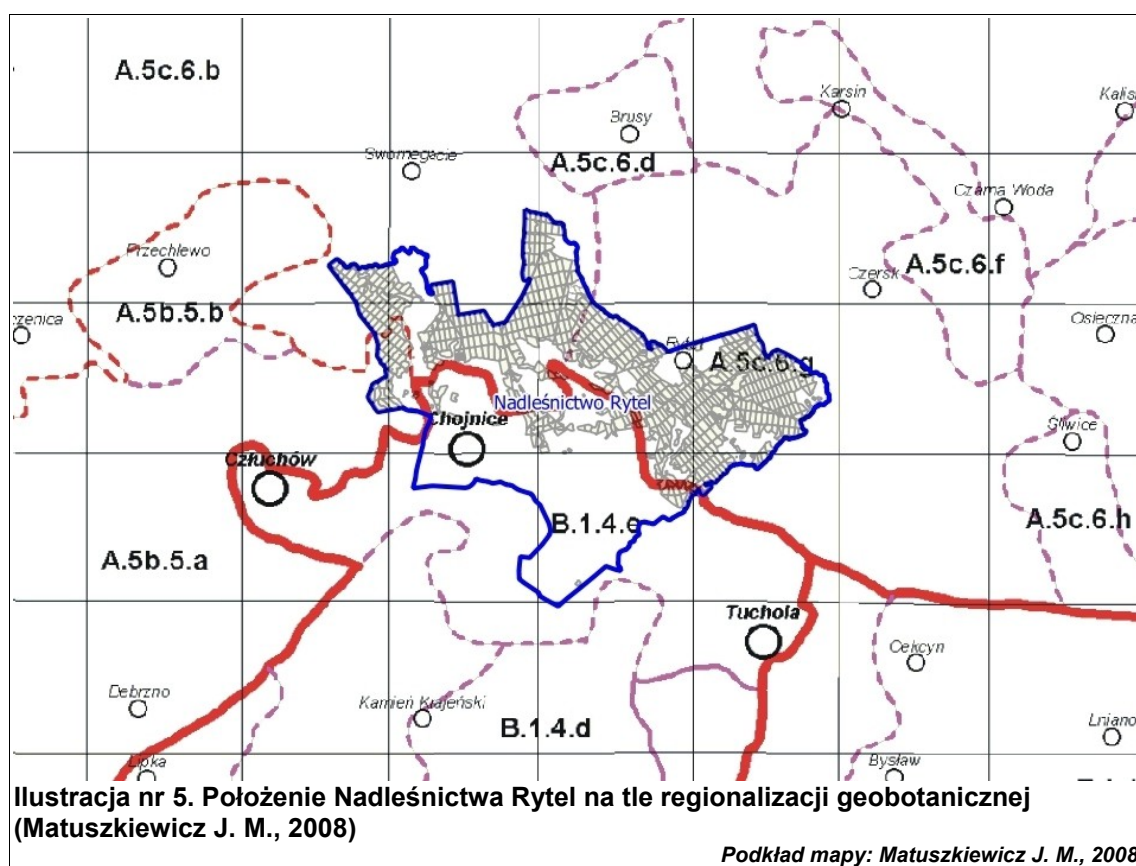 A.5c.6.b
Karsin
Brusy
Swornegacie
A.5c.6.d
Czarna Woda
Przechlewo
A.5c.6.f
Czersk
A.5b.5.b
Osieczna
A.5c.6.g
Nadleśnictwo Rytel
Chojnice
Śliwice
Człuchów
B.1.4.e
A.5c.6.h
A.5b.5.a
Tuchola
Cekcyn
Debrzno
Kamień Krajeński
B.1.4.d
Lniano
Lipka
Bysław
Ilustracja nr 5. Położenie Nadleśnictwa Rytel na tle regionalizacji geobotanicznej
(Matuszkiewicz J. M., 2008)
Podkład mapy: Matuszkiewicz J. M., 2008